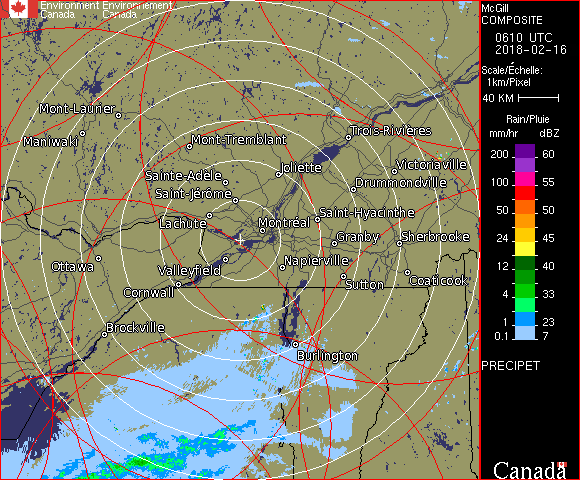 Environment Environnement
Canada Canada
McGill
COMPOSITE
0610 UTC
2018-02-16
Scale/Échelle:
1km/Pixel
40 KM
Rain/Pluie
mm/hr dBZ
200 60
100 55
50 50
24 45
12 40
4 33
1 23
0.1 7
PRECIPET
Canada
Mont-Laurier
Maniwaki
Mont-Tremblant
Trois-Rivières
Victoriaville
Joliette
Sainte-Adèle
Drummondville
Saint-Jérôme
Lachute
Montréal
Saint-Hyacinthe
Granby
Sherbrooke
Ottawa
Valleyfield
Napierville
Cornwall
Sutton
Coaticook
Brockville
Burlington